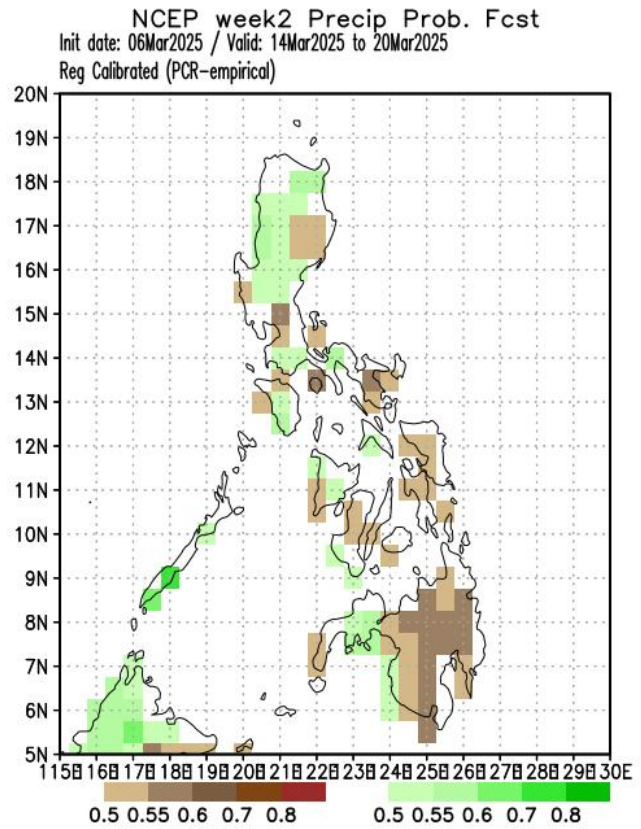 NCEP week2 Precip Prob. Fcst
Init date: 06Mar2025 / Valid: 14Mar2025 to 20Mar2025
Reg Calibrated (PCR-empirical)
20N
19N
18N
17N
16N
15N
14N
13N
12N
11N
10N
9N
8N
7N
6N
5N
115E 116E 117E 118E 119E 120E 121E 122E 123E 124E 125E 126E 127E 128E 129E 130E
0.5 0.55 0.6 0.7 0.8 0.5 0.55 0.6 0.7 0.8